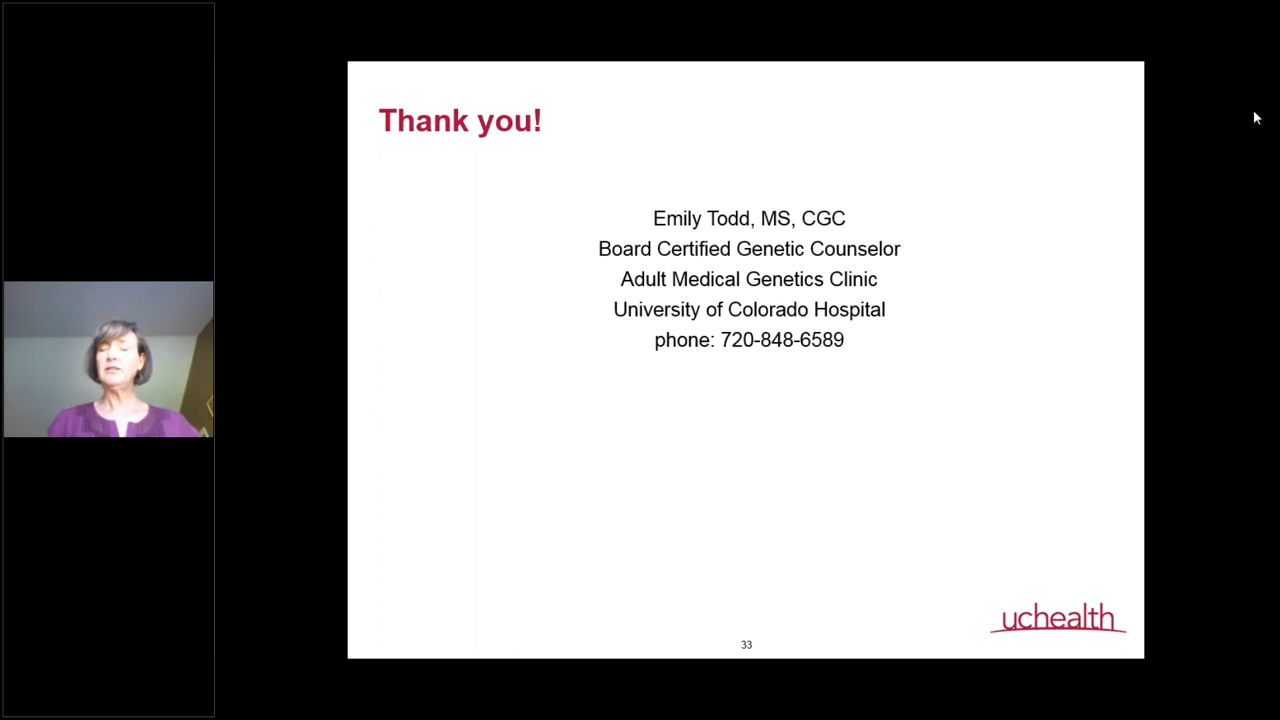 Thank you!
Emily Todd, MS, CGC
Board Certified Genetic Counselor
Adult Medical Genetics Clinic
University of Colorado Hospital
phone: 720-848-6589
uchealth
33